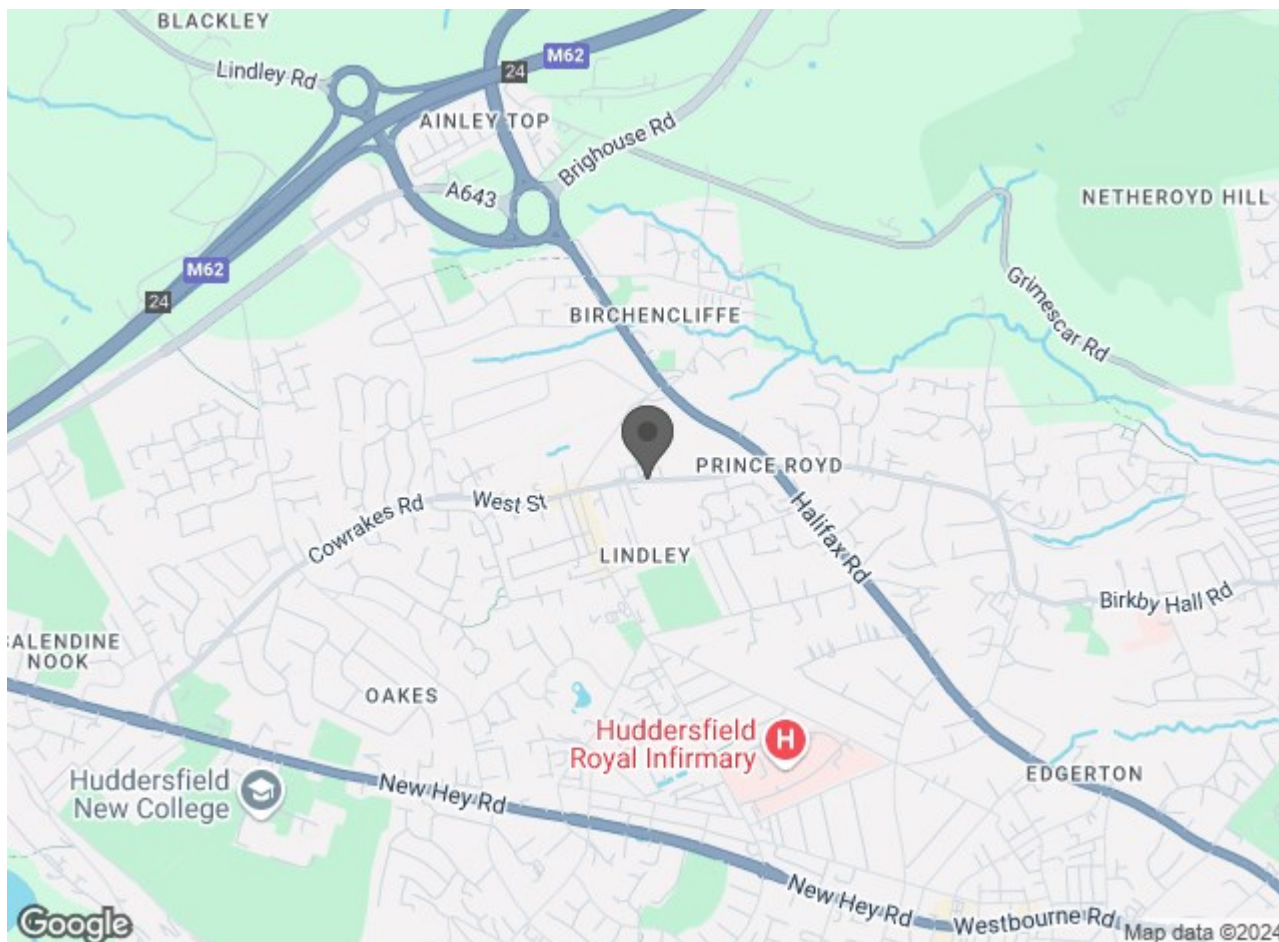 BLACKLEY
Lindley Rd
M62
24
AINLEY TOP
Brighouse Rd
A643
NETHEROYD HILL
M62
24
Grimescar Rd
BIRCHENCLIFFE
PRINCE ROYD
West St
Cowrakes Rd
Halifax Rd
LINDLEY
Birkby Hall Rd
ALENDINE
NOOK
OAKES
Huddersfield
Royal Infirmary
H
EDGERTON
Huddersfield
New College
New Hey Rd
New Hey Rd
Westbourne Rd
Google
Map data ©2024